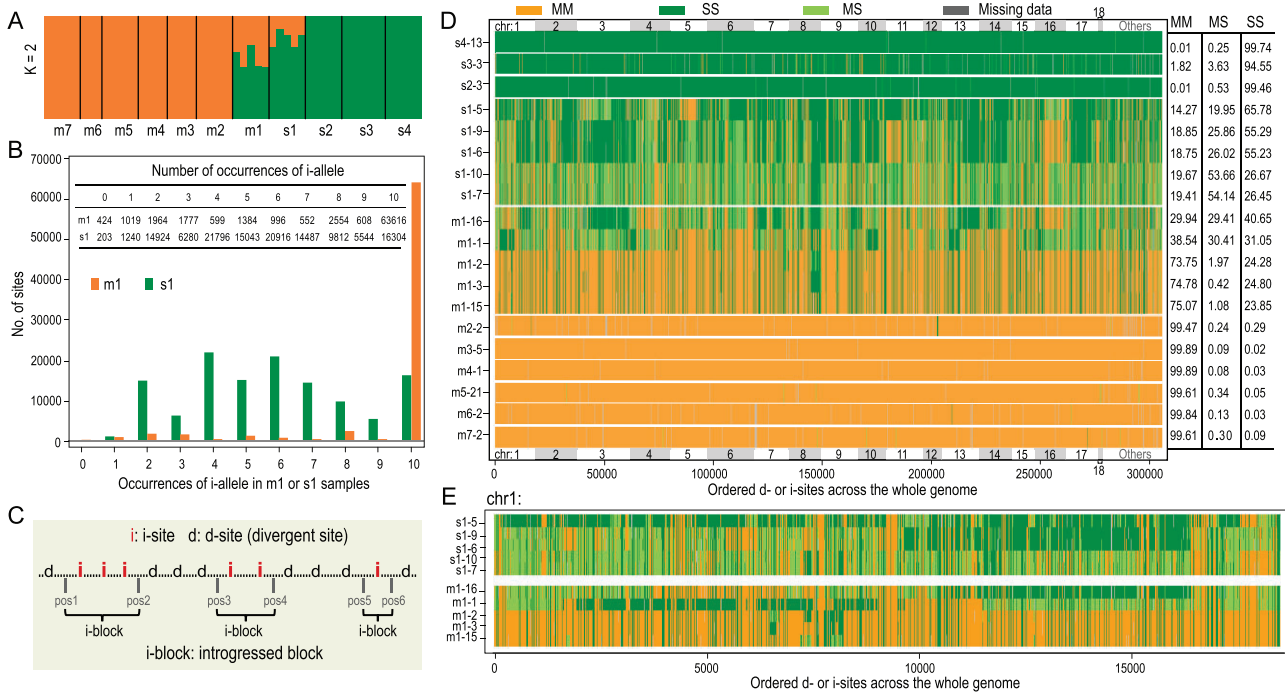 A
K = 2
m7 m6 m5 m4 m3 m2 m1 s1 s2 s3 s4
B
70000
60000
50000
40000
30000
20000
10000
0
No. of sites
Number of occurrences of i-allele
0 1 2 3 4 5 6 7 8 9 10
m1 424 1019 1964 1777 599 1384 996 552 2554 608 63616
s1 203 1240 14924 6280 21796 15043 20916 14487 9812 5544 16304
m1 s1
0 1 2 3 4 5 6 7 8 9 10
Occurrences of i-allele in m1 or s1 samples
C
i: i-site d: d-site (divergent site)
..d........i........i.......i....d.......d.......d........i.........i......d........d..........d......i......d..
pos1 pos2 pos3 pos4 pos5 pos6
i-block i-block i-block
i-block: introgressed block
D
MM SS MS Missing data
chr: 1 2 3 4 5 6 7 8 9 10 11 12 13 14 15 16 17 18 Others
MM MS SS
s4-13 0.01 0.25 99.74
s3-3 1.82 3.63 94.55
s2-3 0.01 0.53 99.46
s1-5 14.27 19.95 65.78
s1-9 18.85 25.86 55.29
s1-6 18.75 26.02 55.23
s1-10 19.67 53.66 26.67
s1-7 19.41 54.14 26.45
m1-16 29.94 29.41 40.65
m1-1 38.54 30.41 31.05
m1-2 73.75 1.97 24.28
m1-3 74.78 0.42 24.80
m1-15 75.07 1.08 23.85
m2-2 99.47 0.24 0.29
m3-5 99.89 0.09 0.02
m4-1 99.89 0.08 0.03
m5-21 99.61 0.34 0.05
m6-2 99.84 0.13 0.03
m7-2 99.61 0.30 0.09
chr: 1 2 3 4 5 6 7 8 9 10 11 12 13 14 15 16 17 18 Others
0 50000 100000 150000 200000 250000 300000
Ordered d- or i-sites across the whole genome
E
chr1:
s1-5
s1-9
s1-6
s1-10
s1-7
m1-16
m1-1
m1-2
m1-3
m1-15
0 5000 10000 15000
Ordered d- or i-sites across the whole genome